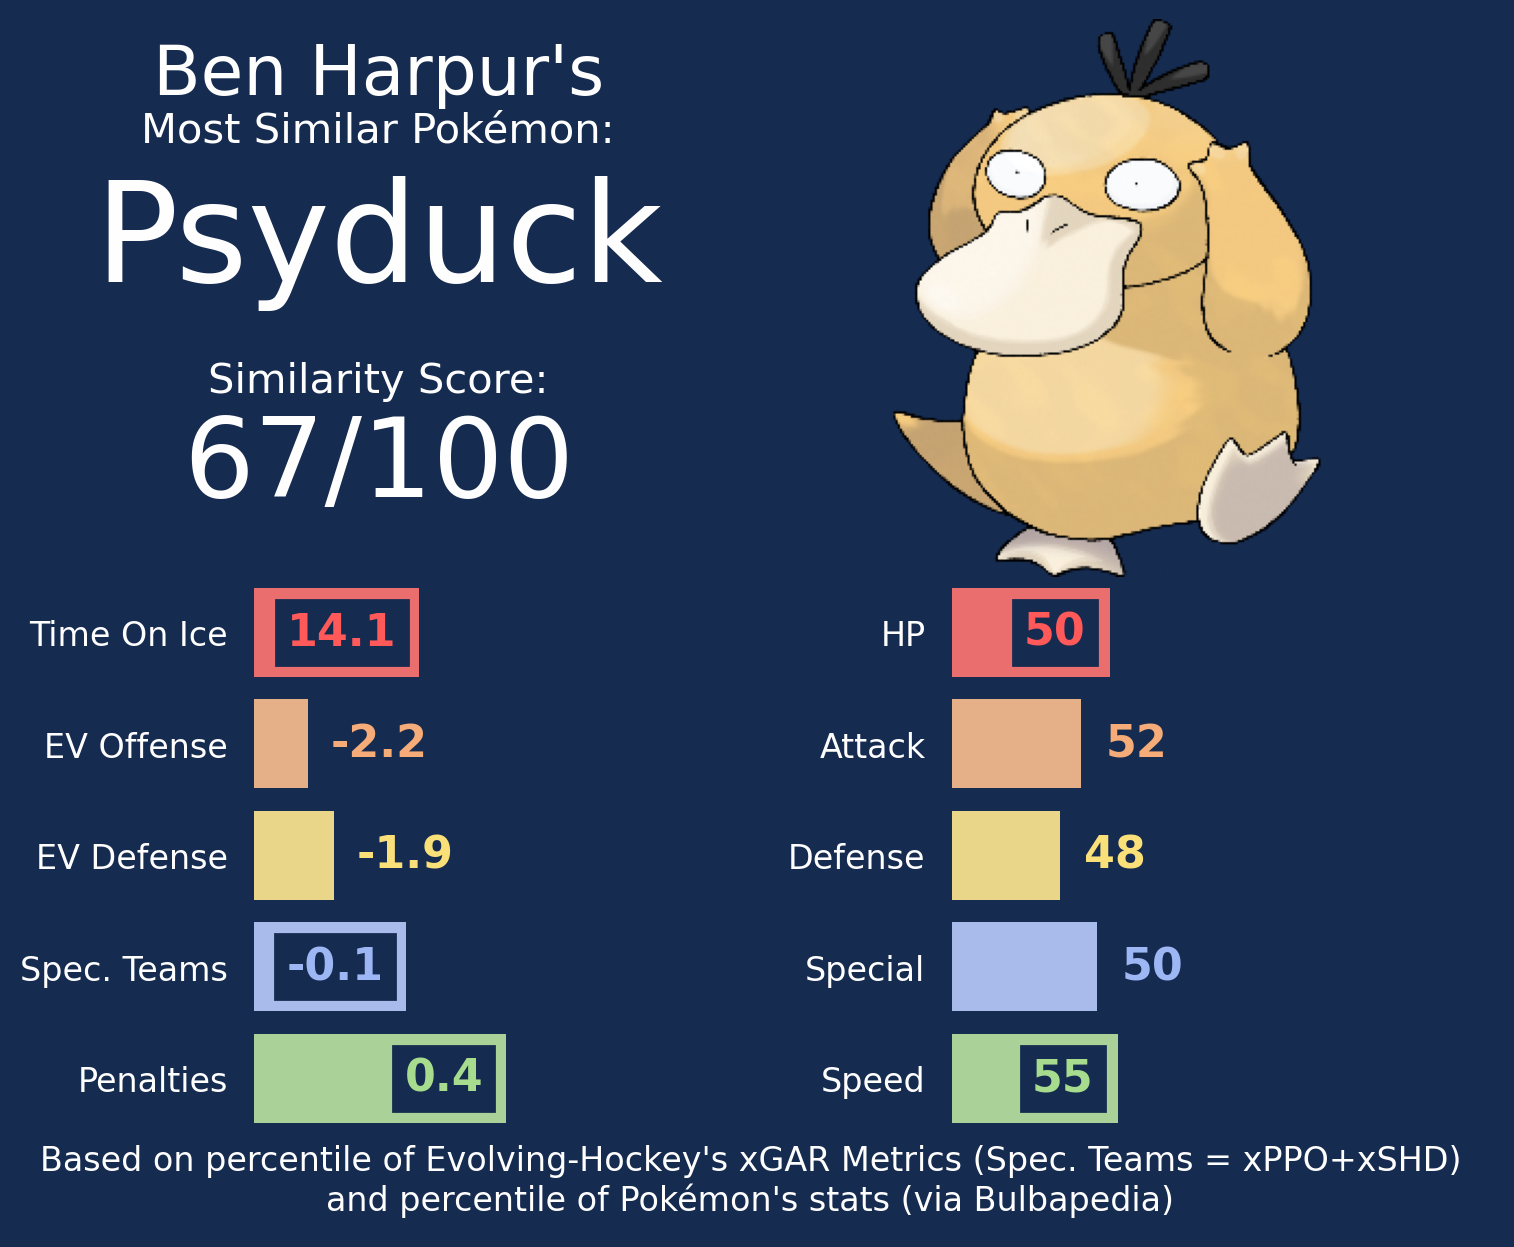 Ben Harpur's
Most Similar Pokémon:
Psyduck
Similarity Score:
67/100
Time On Ice 14.1
EV Offense -2.2
EV Defense -1.9
Spec. Teams -0.1
Penalties 0.4
HP 50
Attack 52
Defense 48
Special 50
Speed 55
Based on percentile of Evolving-Hockey's xGAR Metrics (Spec. Teams = xPPO+xSHD)
and percentile of Pokémon's stats (via Bulbapedia)